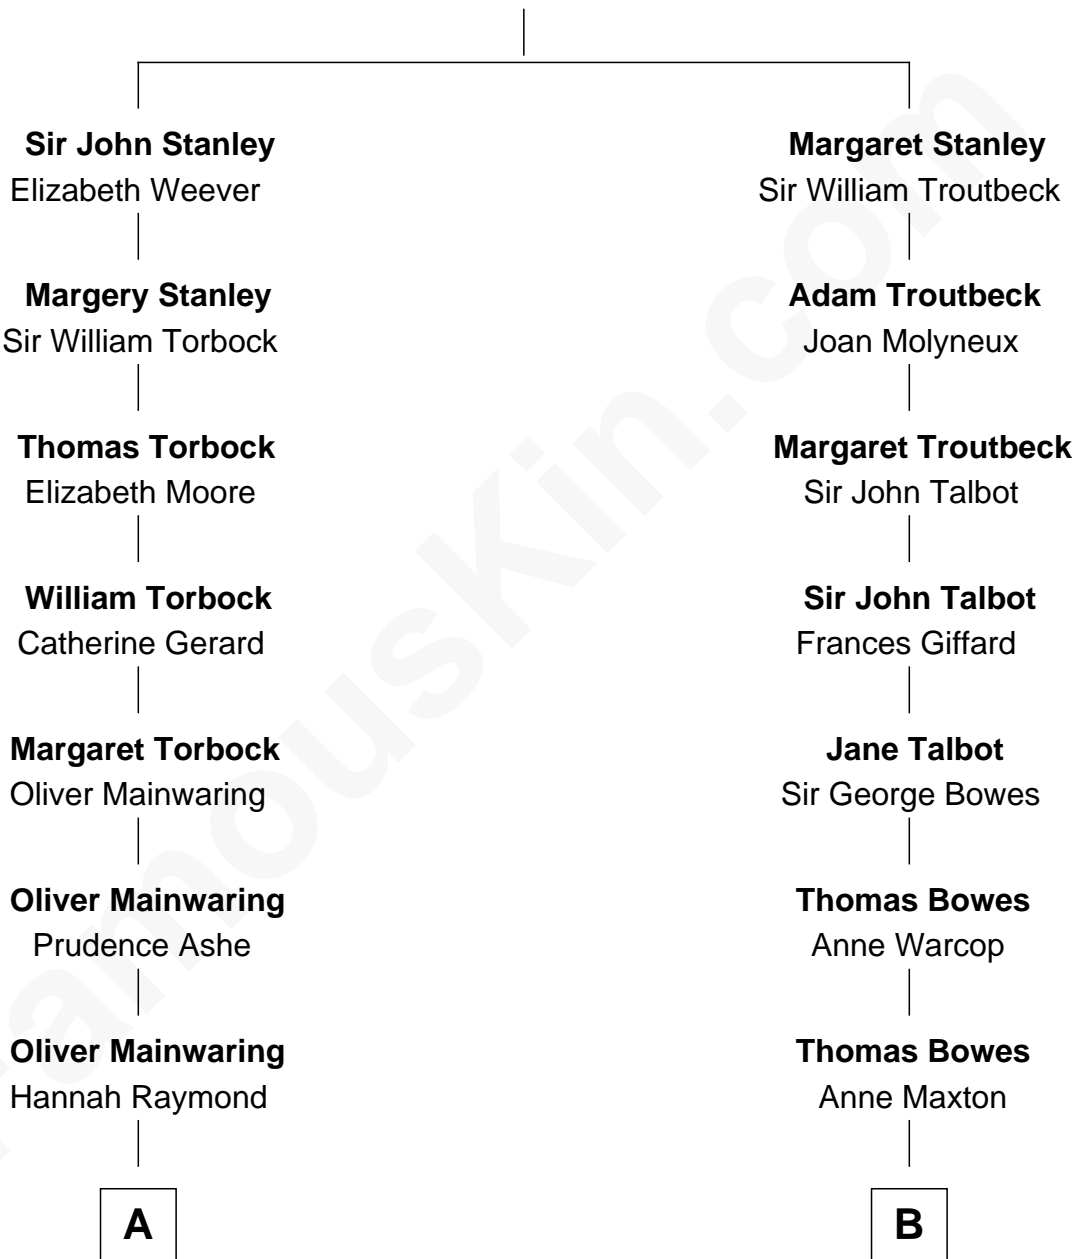 Sir John Stanley
Elizabeth Weever
Margery Stanley
Sir William Torbock
Thomas Torbock
Elizabeth Moore
William Torbock
Catherine Gerard
Margaret Torbock
Oliver Mainwaring
Oliver Mainwaring
Prudence Ashe
Oliver Mainwaring
Hannah Raymond
A
Margaret Stanley
Sir William Troutbeck
Adam Troutbeck
Joan Molyneux
Margaret Troutbeck
Sir John Talbot
Sir John Talbot
Frances Giffard
Jane Talbot
Sir George Bowes
Thomas Bowes
Anne Warcop
Thomas Bowes
Anne Maxton
B
FamousKin.com